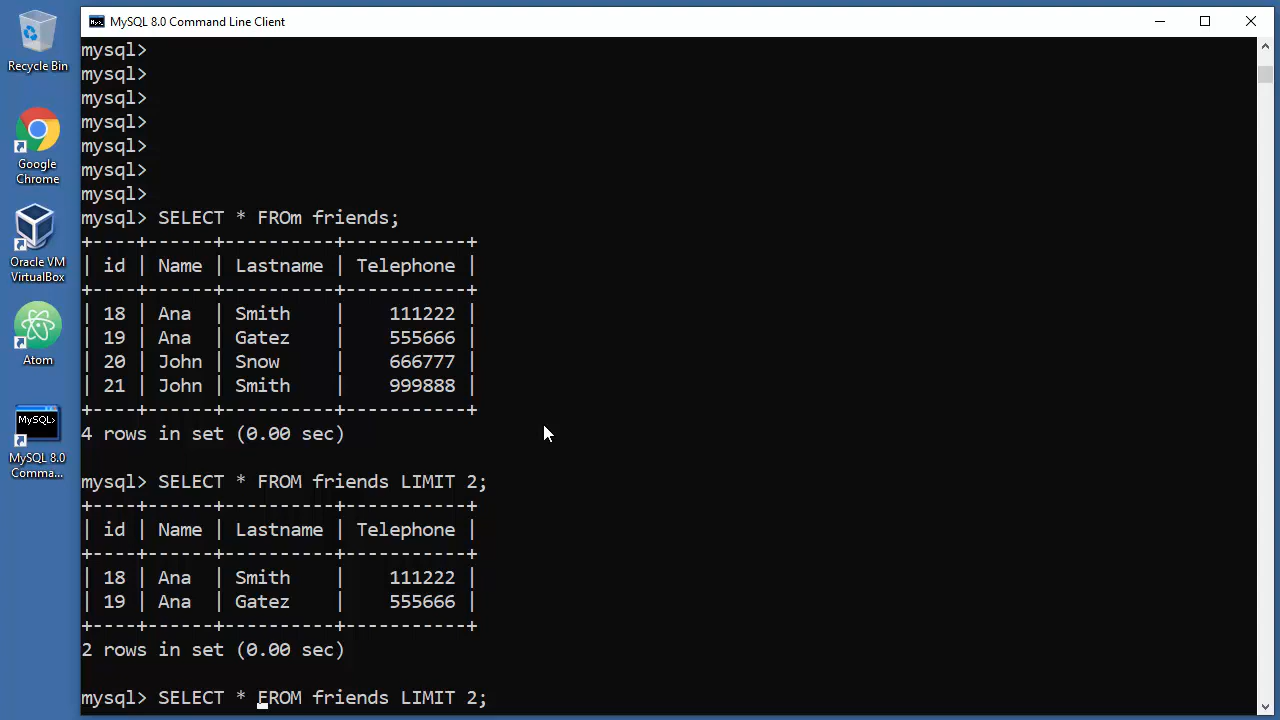 MySQL 8.0 Command Line Client
Recycle Bin
Google
Chrome
Oracle VM
VirtualBox
Atom
MySQL>
MySQL 8.0
Comma...
mysql>
mysql>
mysql>
mysql>
mysql>
mysql>
mysql>
mysql> SELECT * FROm friends;
+----+------+----------+-----------+
| id | Name | Lastname | Telephone |
+----+------+----------+-----------+
| 18 | Ana  | Smith    |    111222 |
| 19 | Ana  | Gatez    |    555666 |
| 20 | John | Snow     |    666777 |
| 21 | John | Smith    |    999888 |
+----+------+----------+-----------+
4 rows in set (0.00 sec)
mysql> SELECT * FROM friends LIMIT 2;
+----+------+----------+-----------+
| id | Name | Lastname | Telephone |
+----+------+----------+-----------+
| 18 | Ana  | Smith    |    111222 |
| 19 | Ana  | Gatez    |    555666 |
+----+------+----------+-----------+
2 rows in set (0.00 sec)
mysql> SELECT * FROM friends LIMIT 2;